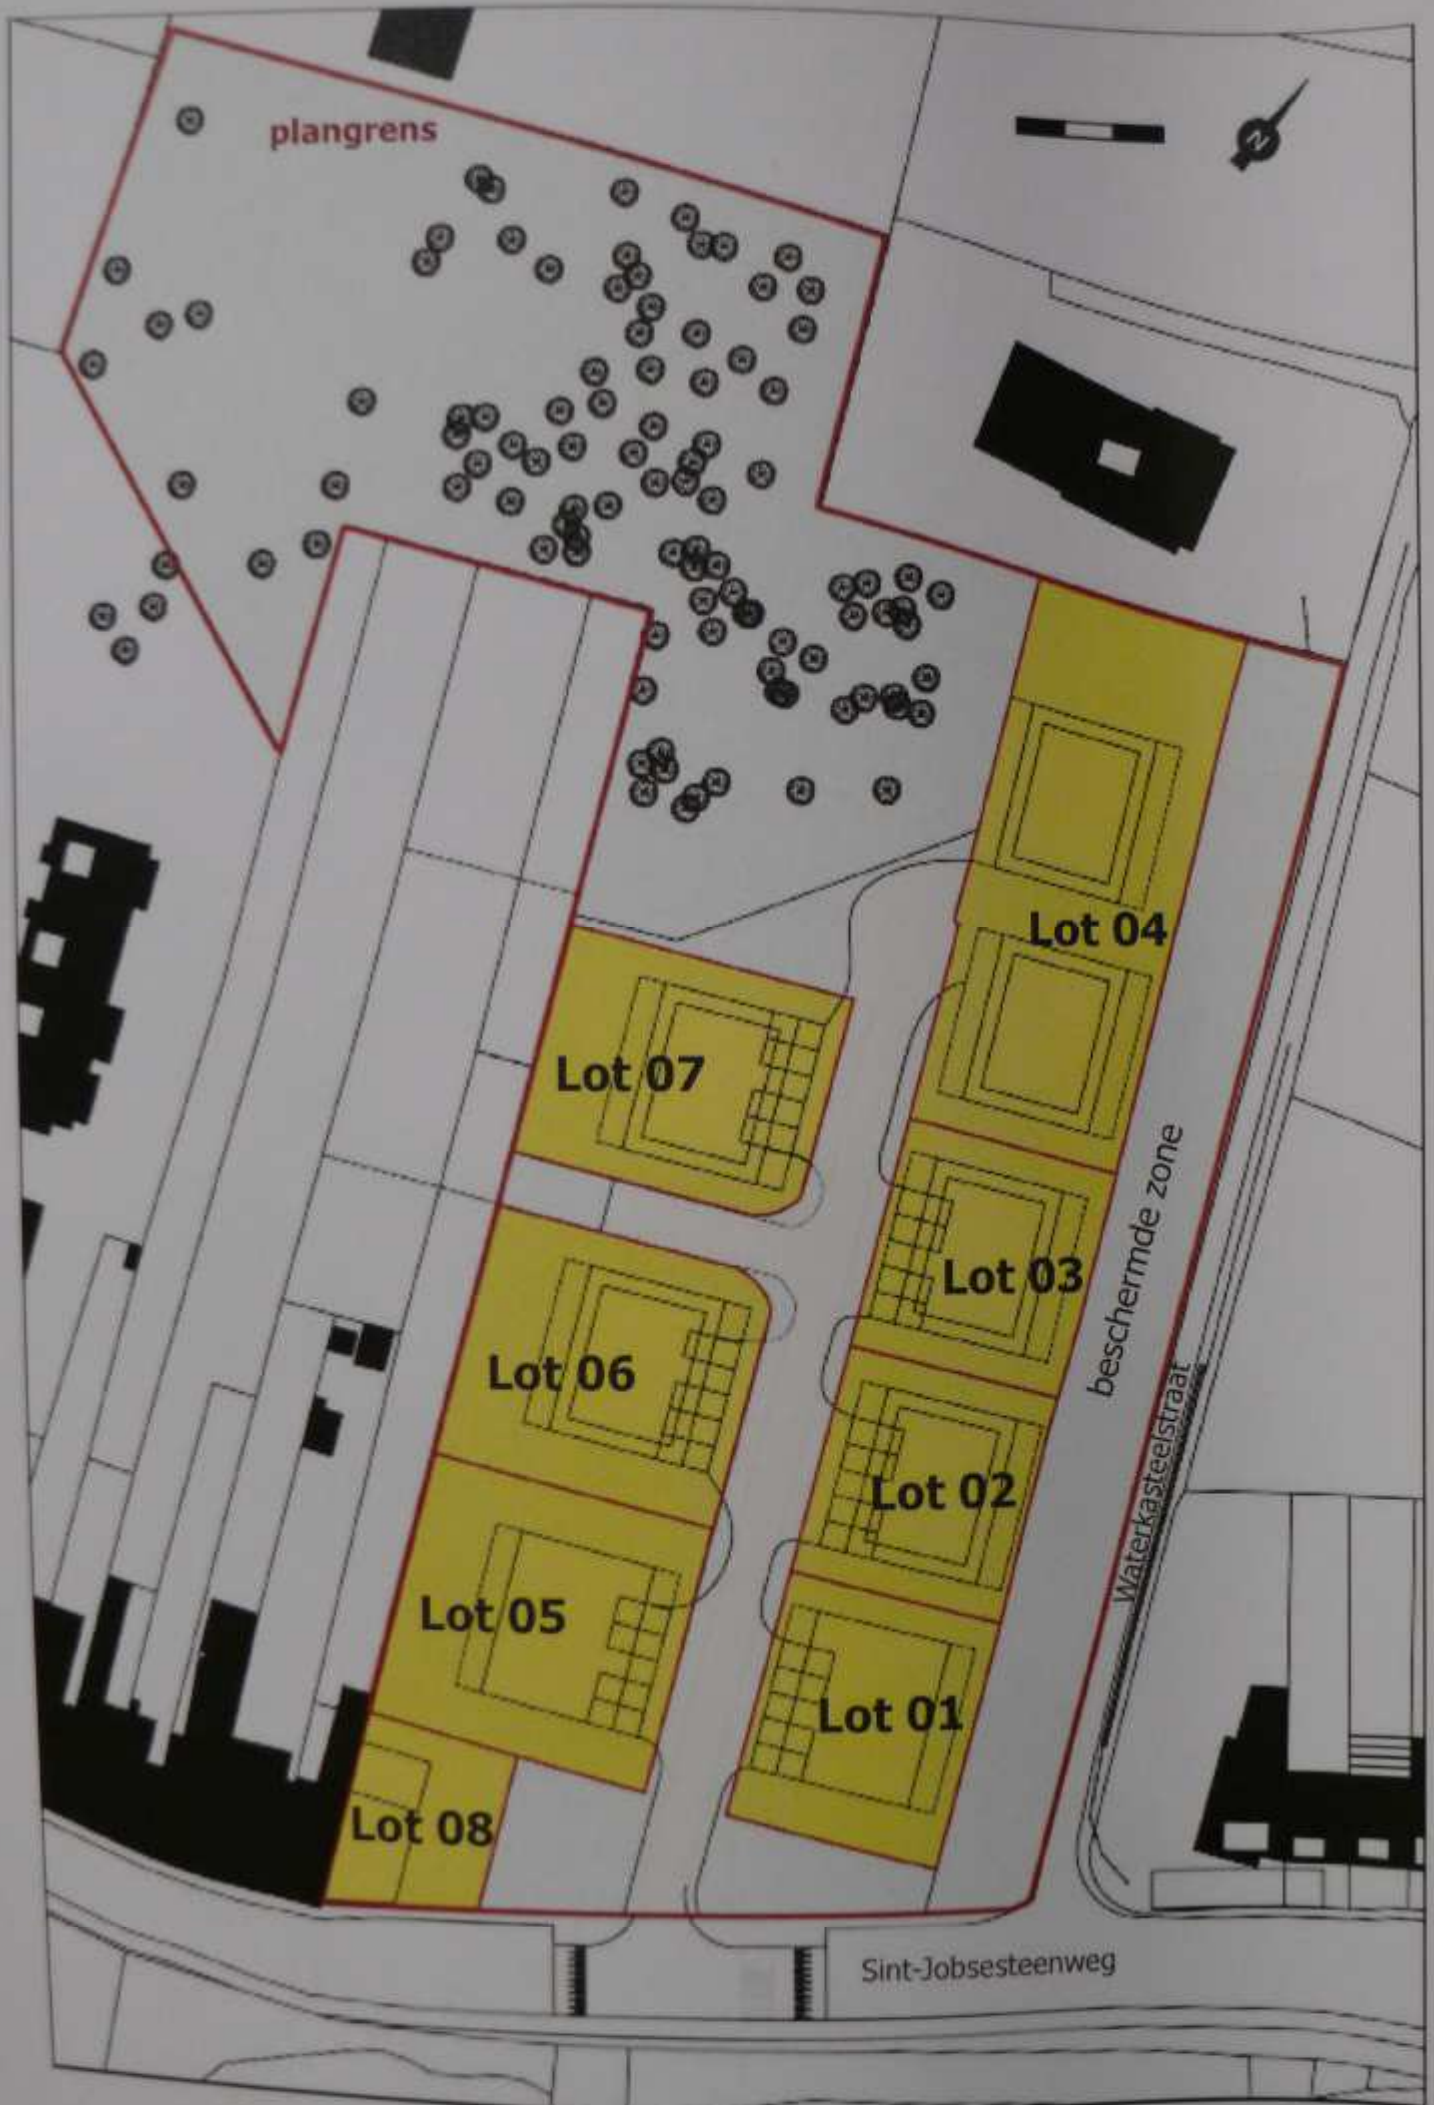 plangrens
N
Lot 04
Lot 07
beschermde zone
Lot 03
Lot 06
Waterkasteelstraat
Lot 02
Lot 05
Lot 01
Lot 08
Sint-Jobsesteenweg